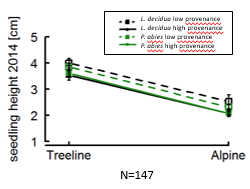 L. decidua low provenance
L. decidua high provenance
P. abies low provenance
P. abies high provenance
seedling height 2014 [cm]
5
4
3
2
1
Treeline Alpine
N=147